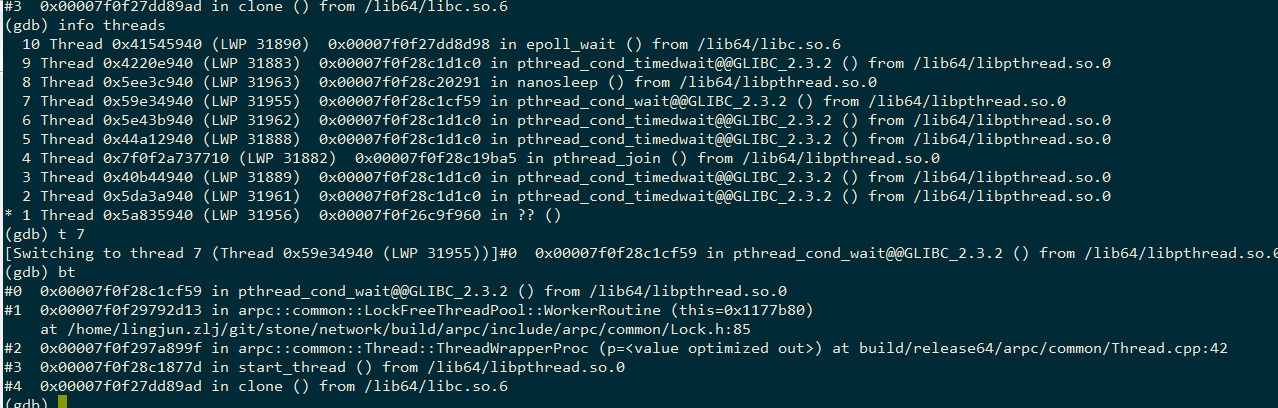 #3  0x00007f0f27dd89ad in clone () from /lib64/libc.so.6
(gdb) info threads
  10 Thread 0x41545940 (LWP 31890)  0x00007f0f27dd8d98 in epoll_wait () from /lib64/libc.so.6
  9 Thread 0x4220e940 (LWP 31883)  0x00007f0f28c1d1c0 in pthread_cond_timedwait@@GLIBC_2.3.2 () from /lib64/libpthread.so.0
  8 Thread 0x5ee3c940 (LWP 31963)  0x00007f0f28c20291 in nanosleep () from /lib64/libpthread.so.0
  7 Thread 0x59e34940 (LWP 31955)  0x00007f0f28c1cf59 in pthread_cond_wait@@GLIBC_2.3.2 () from /lib64/libpthread.so.0
  6 Thread 0x5e43b940 (LWP 31962)  0x00007f0f28c1d1c0 in pthread_cond_timedwait@@GLIBC_2.3.2 () from /lib64/libpthread.so.0
  5 Thread 0x44a12940 (LWP 31888)  0x00007f0f28c1d1c0 in pthread_cond_timedwait@@GLIBC_2.3.2 () from /lib64/libpthread.so.0
  4 Thread 0x7f0f2a737710 (LWP 31882)  0x00007f0f28c19ba5 in pthread_join () from /lib64/libpthread.so.0
  3 Thread 0x40b44940 (LWP 31889)  0x00007f0f28c1d1c0 in pthread_cond_timedwait@@GLIBC_2.3.2 () from /lib64/libpthread.so.0
  2 Thread 0x5da3a940 (LWP 31961)  0x00007f0f28c1d1c0 in pthread_cond_timedwait@@GLIBC_2.3.2 () from /lib64/libpthread.so.0
* 1 Thread 0x5a835940 (LWP 31956)  0x00007f0f26c9f960 in ?? ()
(gdb) t 7
[Switching to thread 7 (Thread 0x59e34940 (LWP 31955))]#0  0x00007f0f28c1cf59 in pthread_cond_wait@@GLIBC_2.3.2 () from /lib64/libpthread.so.0
(gdb) bt
#0  0x00007f0f28c1cf59 in pthread_cond_wait@@GLIBC_2.3.2 () from /lib64/libpthread.so.0
#1  0x00007f0f29792d13 in arpc::common::LockFreeThreadPool::WorkerRoutine (this=0x1177b80)
    at /home/lingjun.zlj/git/stone/network/build/arpc/include/arpc/common/Lock.h:85
#2  0x00007f0f297a899f in arpc::common::Thread::ThreadWrapperProc (p=<value optimized out>) at build/release64/arpc/common/Thread.cpp:42
#3  0x00007f0f28c1877d in start_thread () from /lib64/libpthread.so.0
#4  0x00007f0f27dd89ad in clone () from /lib64/libc.so.6
(gdb)